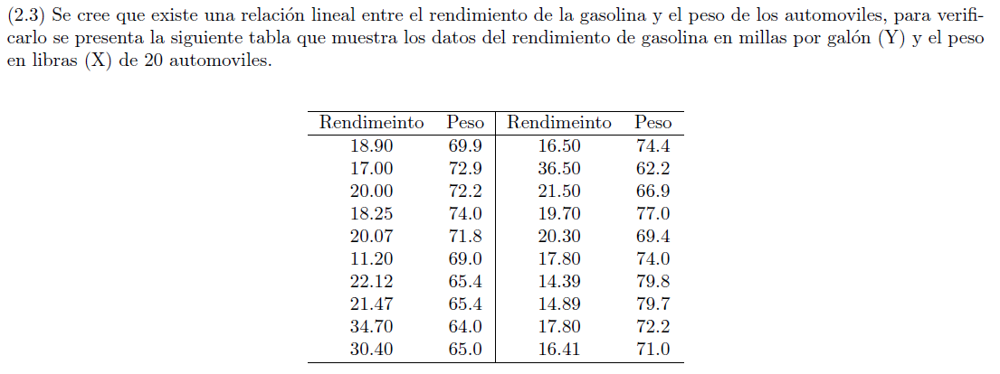 (2.3) Se cree que existe una relación lineal entre el rendimiento de la gasolina y el peso de los automoviles, para verifi-
carlo se presenta la siguiente tabla que muestra los datos del rendimiento de gasolina en millas por galón (Y) y el peso
en libras (X) de 20 automoviles.
Rendimeinto Peso Rendimeinto Peso
18.90 69.9 16.50 74.4
17.00 72.9 36.50 62.2
20.00 72.2 21.50 66.9
18.25 74.0 19.70 77.0
20.07 71.8 20.30 69.4
11.20 69.0 17.80 74.0
22.12 65.4 14.39 79.8
21.47 65.4 14.89 79.7
34.70 64.0 17.80 72.2
30.40 65.0 16.41 71.0